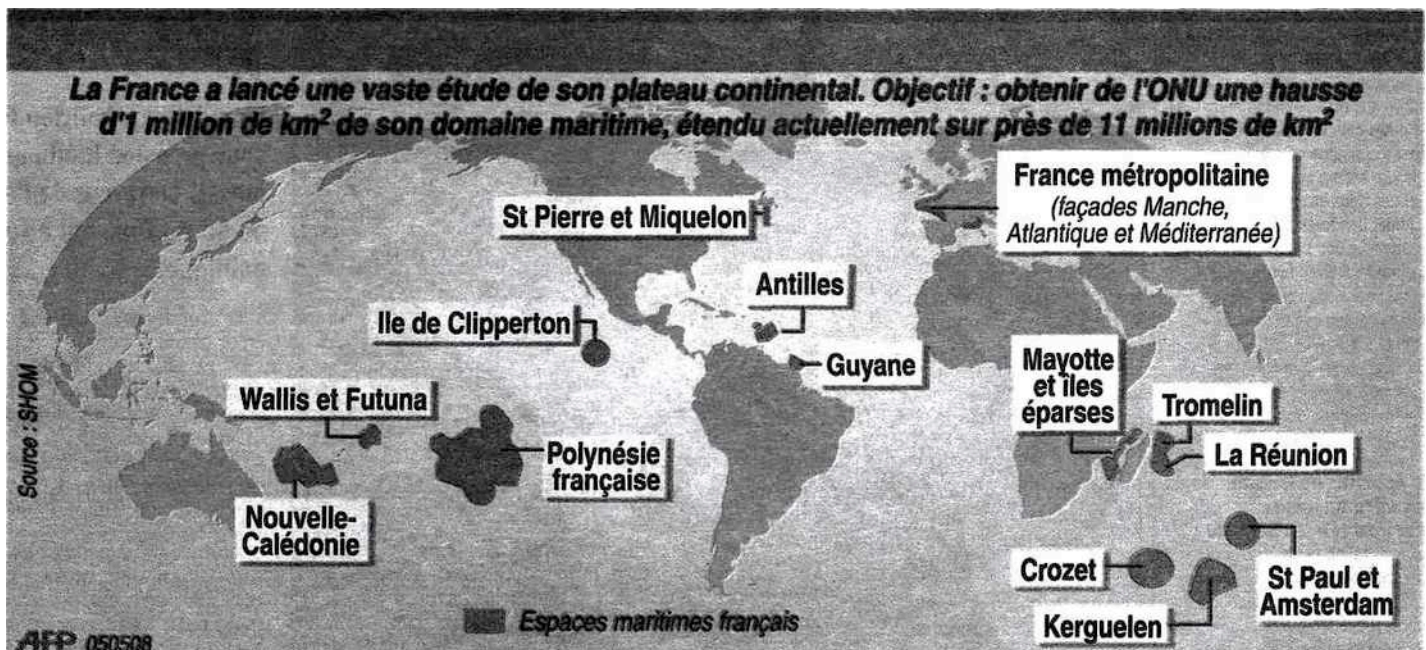 La France a lancé une vaste étude de son plateau continental. Objectif : obtenir de l'ONU une hausse
d'1 million de km² de son domaine maritime, étendu actuellement sur près de 11 millions de km²
France métropolitaine
(façades Manche,
Atlantique et Méditerranée)
St Pierre et Miquelon
Antilles
Ile de Clipperton
Guyane
Mayotte
et îles
éparses
Tromelin
La Réunion
Wallis et Futuna
Polynésie
française
Nouvelle-
Calédonie
Crozet
Kerguelen
St Paul et
Amsterdam
Espaces maritimes français
Source : SHOM
AFP 050508